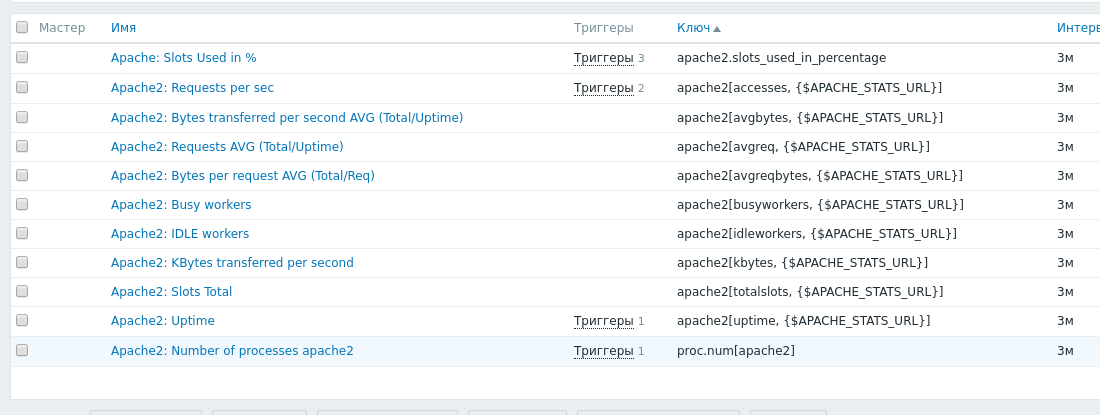 Мастер Имя Триггеры Ключ Интерв
Apache: Slots Used in % Триггеры 3 apache2.slots_used_in_percentage 3м
Apache2: Requests per sec Триггеры 2 apache2[accesses, {$APACHE_STATS_URL}] 3м
Apache2: Bytes transferred per second AVG (Total/Uptime) apache2[avgbytes, {$APACHE_STATS_URL}] 3м
Apache2: Requests AVG (Total/Uptime) apache2[avgreq, {$APACHE_STATS_URL}] 3м
Apache2: Bytes per request AVG (Total/Req) apache2[avgreqbytes, {$APACHE_STATS_URL}] 3м
Apache2: Busy workers apache2[busyworkers, {$APACHE_STATS_URL}] 3м
Apache2: IDLE workers apache2[idleworkers, {$APACHE_STATS_URL}] 3м
Apache2: KBytes transferred per second apache2[kbytes, {$APACHE_STATS_URL}] 3м
Apache2: Slots Total apache2[totalslots, {$APACHE_STATS_URL}] 3м
Apache2: Uptime Триггеры 1 apache2[uptime, {$APACHE_STATS_URL}] 3м
Apache2: Number of processes apache2 Триггеры 1 proc.num[apache2] 3м